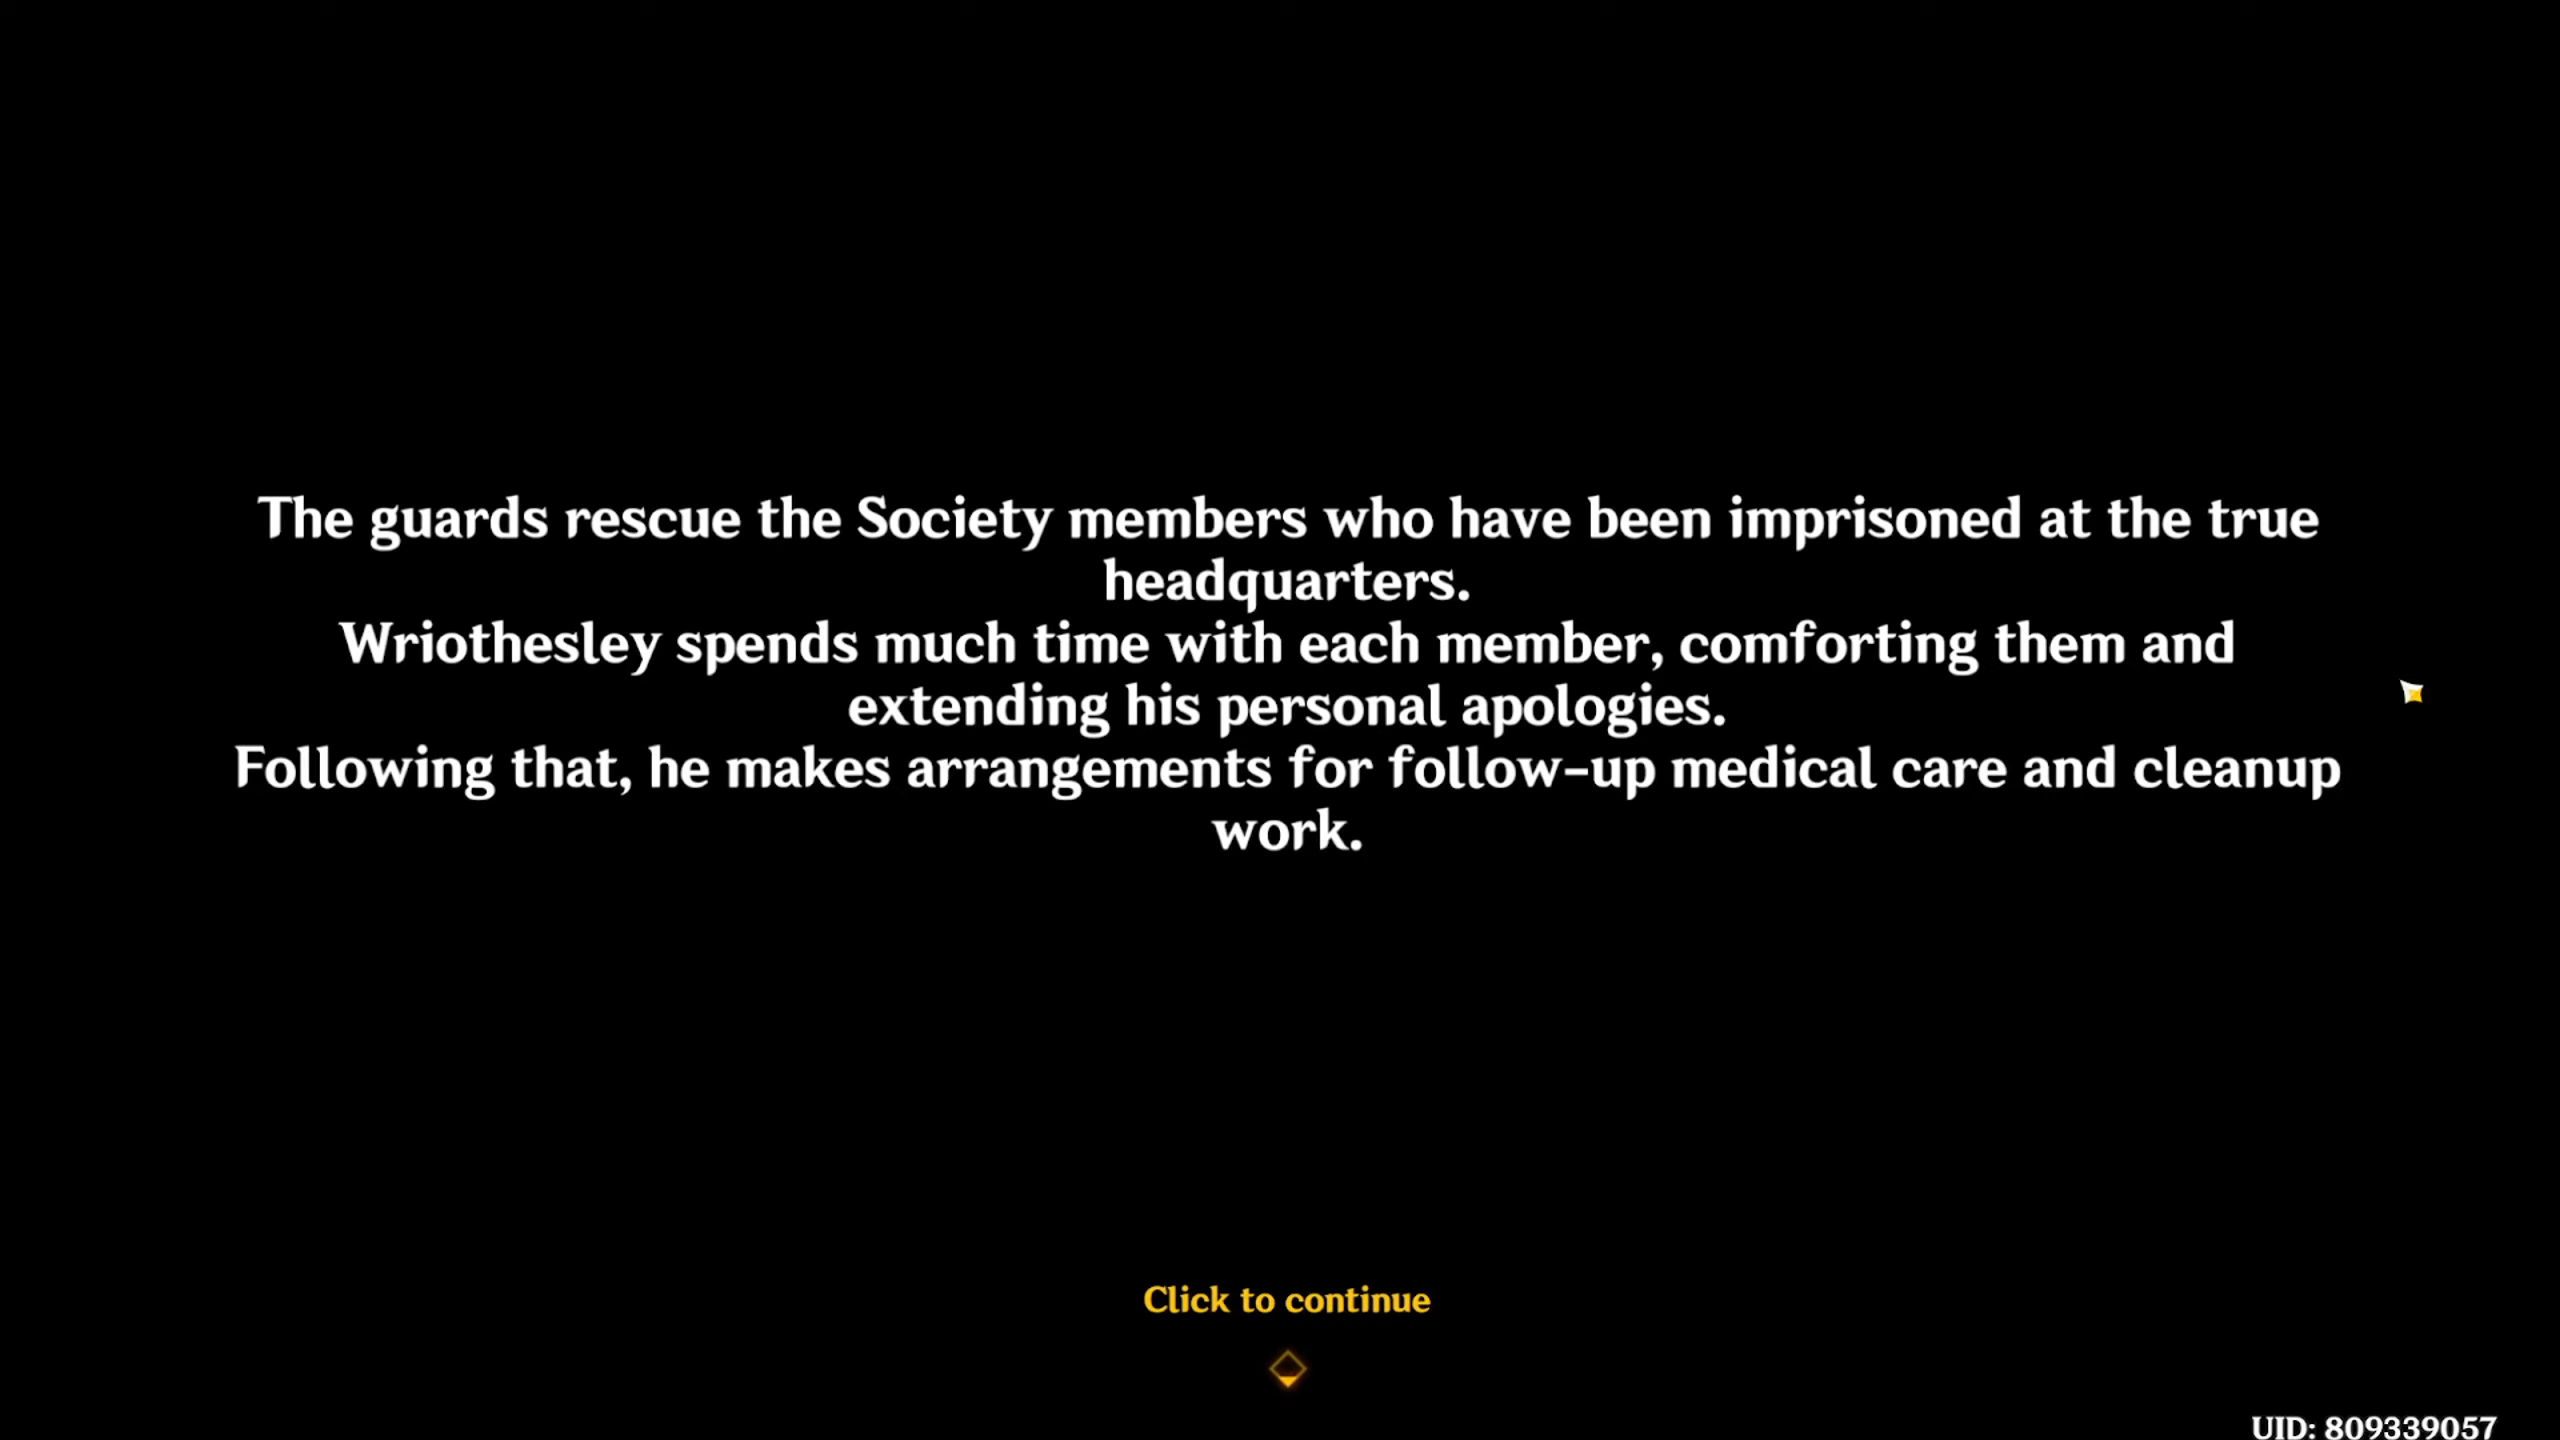 The guards rescue the Society members who have been imprisoned at the true
headquarters.
Wriothesley spends much time with each member, comforting them and
extending his personal apologies.
Following that, he makes arrangements for follow-up medical care and cleanup
work.
Click to continue
UID: 809339057